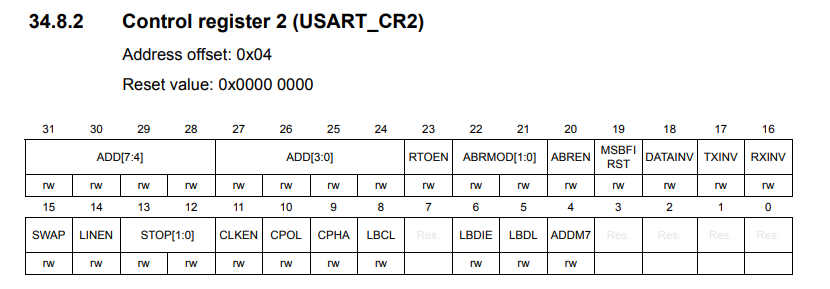 34.8.2 Control register 2 (USART_CR2)
Address offset: 0x04
Reset value: 0x0000 0000
31 30 29 28 27 26 25 24 23 22 21 20 19 18 17 16
ADD[7:4] ADD[3:0] RTOEN ABRMOD[1:0] ABREN MSBFI RST DATAINV TXINV RXINV
rw rw rw rw rw rw rw rw rw rw rw rw rw rw rw rw
15 14 13 12 11 10 9 8 7 6 5 4 3 2 1 0
SWAP LINEN STOP[1:0] CLKEN CPOL CPHA LBCL Res. LBDIE LBDL ADDM7 Res. Res. Res. Res.
rw rw rw rw rw rw rw rw rw rw rw